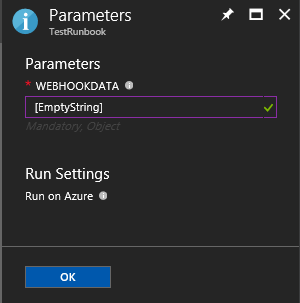 Parameters
TestRunbook
Parameters
* WEBHOOKDATA
[EmptyString]
Mandatory, Object
Run Settings
Run on Azure
OK